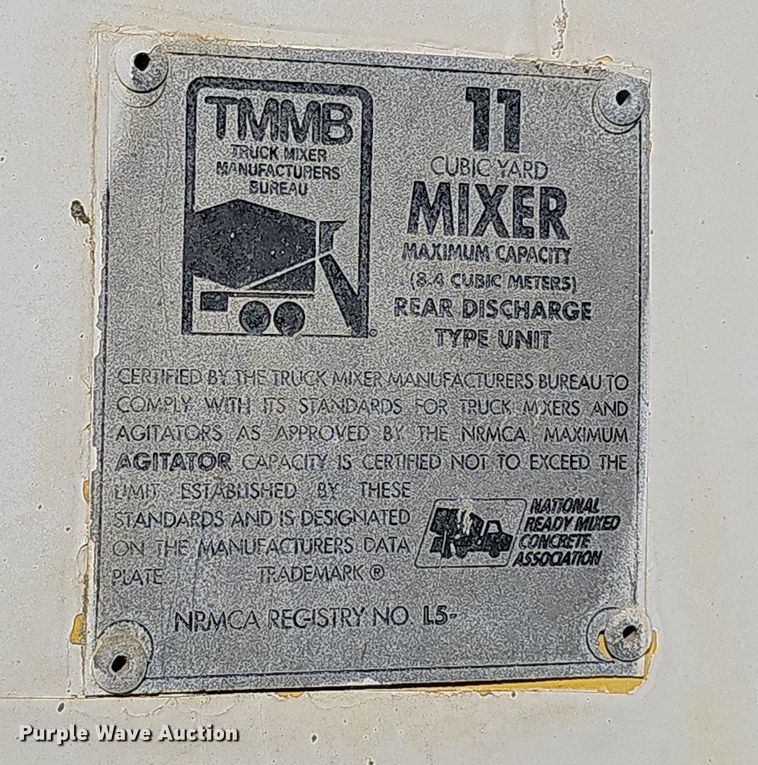 TMMB
TRUCK MIXER
MANUFACTURERS
BUREAU
11
CUBIC YARD
MIXER
MAXIMUM CAPACITY
(8.4 CUBIC METERS)
REAR DISCHARGE
TYPE UNIT
CERTIFIED BY THE TRUCK MIXER MANUFACTURERS BUREAU TO
COMPLY WITH ITS STANDARDS FOR TRUCK MIXERS AND
AGITATORS AS APPROVED BY THE NRMCA. MAXIMUM
AGITATOR CAPACITY IS CERTIFIED NOT TO EXCEED THE
LIMIT ESTABLISHED BY THESE
STANDARDS AND IS DESIGNATED
ON THE MANUFACTURERS DATA
PLATE TRADEMARK ®
NATIONAL
READY MIXED
CONCRETE
ASSOCIATION
NRMCA REGISTRY NO. L5-
Purple Wave Auction